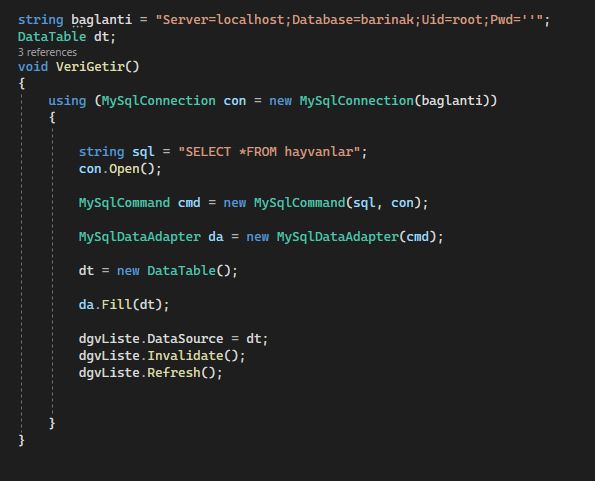 string baglanti = "Server=localhost;Database=barinak;Uid=root;Pwd=''";
DataTable dt;
3 references
void VeriGetir()
{
using (MySqlConnection con = new MySqlConnection(baglanti))
{
string sql = "SELECT *FROM hayvanlar";
con.Open();
MySqlCommand cmd = new MySqlCommand(sql, con);
MySqlDataAdapter da = new MySqlDataAdapter(cmd);
dt = new DataTable();
da.Fill(dt);
dgvListe.DataSource = dt;
dgvListe.Invalidate();
dgvListe.Refresh();
}
}